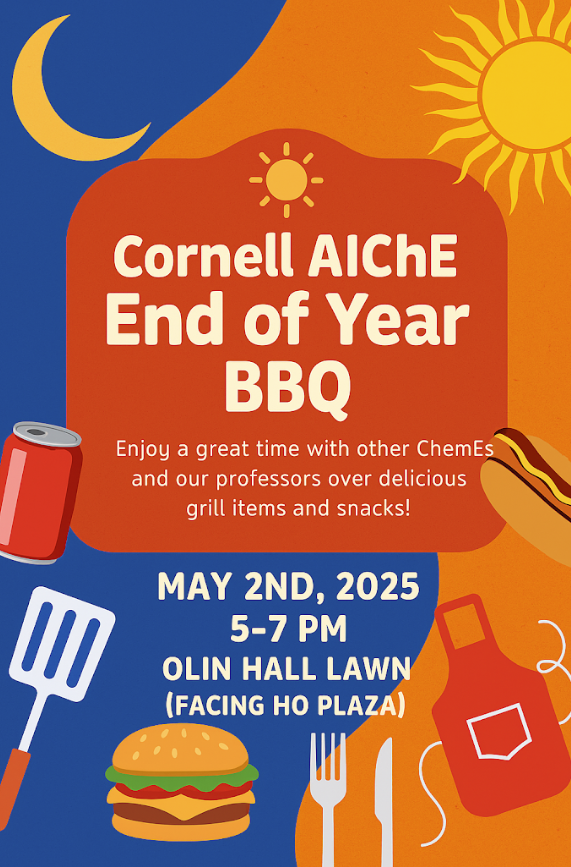 Cornell AIChE
End of Year
BBQ
Enjoy a great time with other ChemEs
and our professors over delicious
grill items and snacks!
MAY 2ND, 2025
5-7 PM
OLIN HALL LAWN
(FACING HO PLAZA)